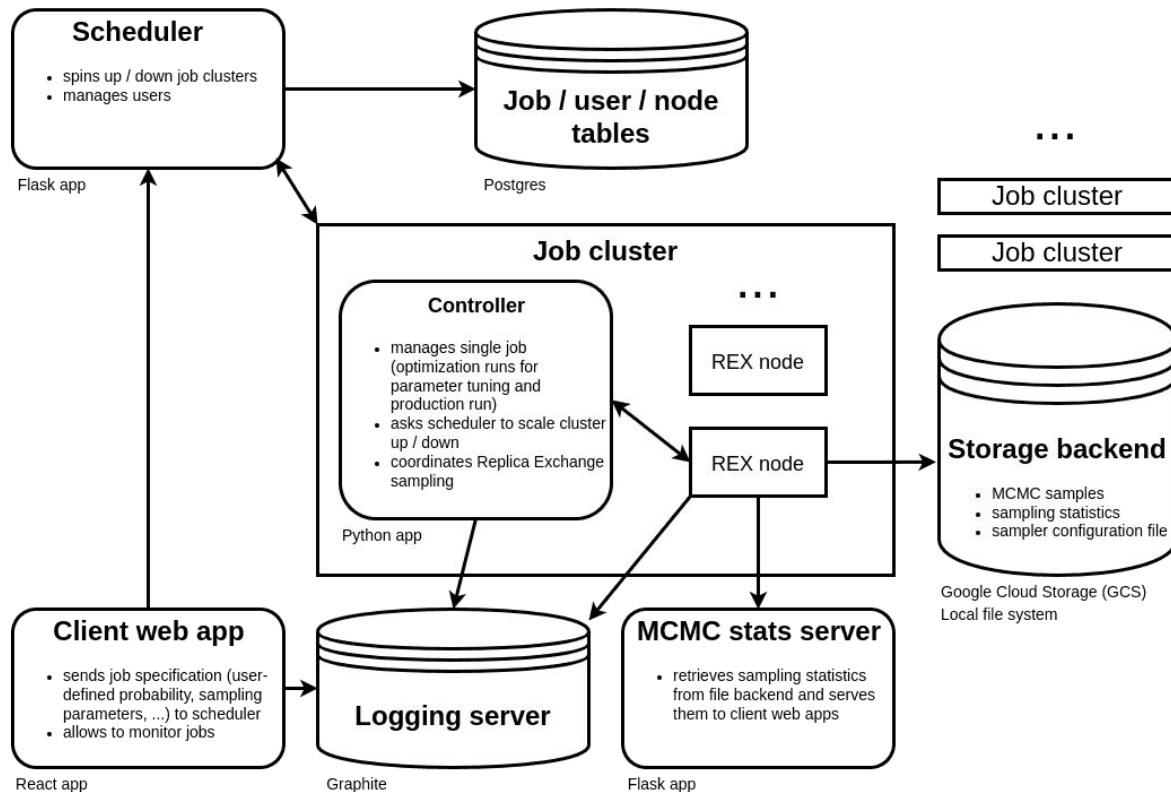 Scheduler
• spins up / down job clusters
• manages users
Flask app
Job / user / node
tables
Postgres
...
Job cluster
Job cluster
Job cluster
Controller
• manages single job
(optimization runs for
parameter tuning and
production run)
• asks scheduler to scale cluster
up / down
• coordinates Replica Exchange
sampling
Python app
...
REX node
REX node
Storage backend
• MCMC samples
• sampling statistics
• sampler configuration file
Google Cloud Storage (GCS)
Local file system
Client web app
• sends job specification (user-
defined probability, sampling
parameters, ...) to scheduler
• allows to monitor jobs
React app
Logging server
Graphite
MCMC stats server
• retrieves sampling statistics
from file backend and serves
them to client web apps
Flask app